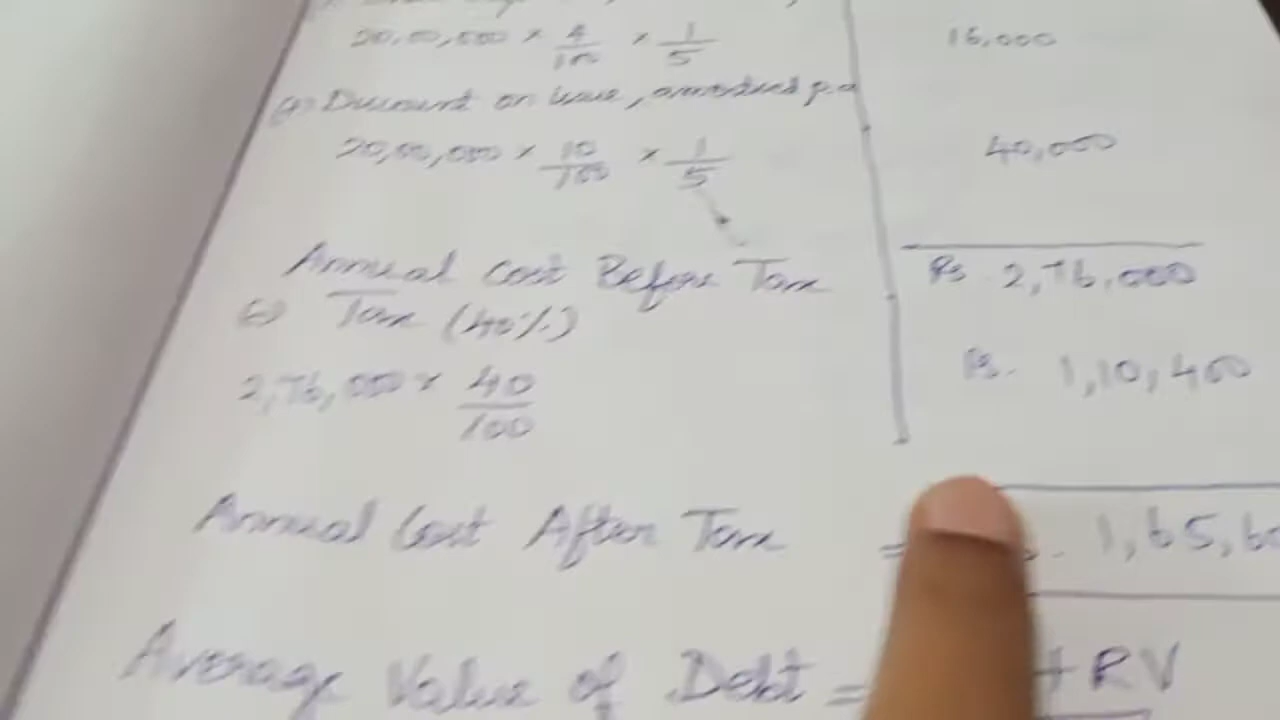 20,00,000 × 4/100 × 1/5 16,000
Discount on issue, amortised p.a
20,00,000 × 10/100 × 1/5 40,000
Annual Cost Before Tax Rs. 2,76,000
(-) Tax (40%)
2,76,000 × 40/100 Rs. 1,10,400
Annual Cost After Tax = 1,65,60
Average Value of Debt = + RV